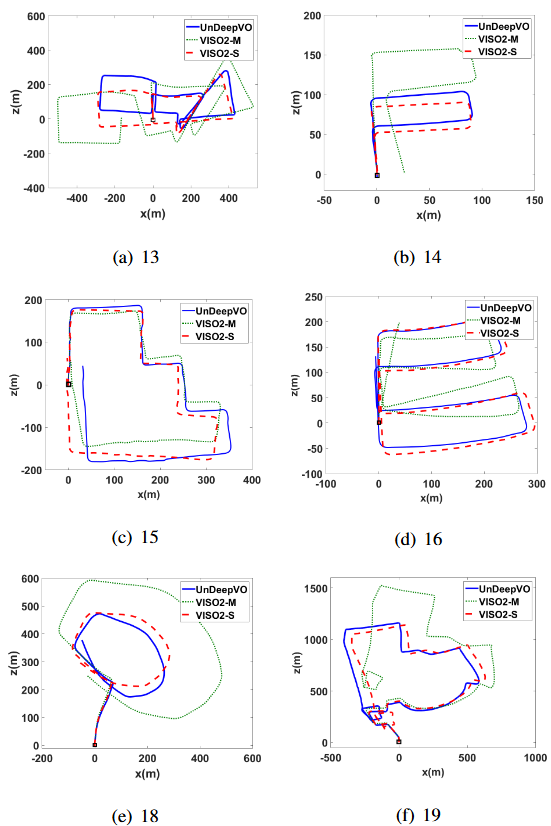 600
400
200
0
-200
-400
z(m)
-400 -200 0 200 400
x(m)
UnDeepVO
VISO2-M
VISO2-S
(a) 13
200
150
100
50
0
z(m)
-50 0 50 100 150
x(m)
UnDeepVO
VISO2-M
VISO2-S
(b) 14
200
100
0
-100
-200
z(m)
0 100 200 300 400
x(m)
UnDeepVO
VISO2-M
VISO2-S
(c) 15
250
200
150
100
50
0
-50
-100
z(m)
-100 0 100 200 300
x(m)
UnDeepVO
VISO2-M
VISO2-S
(d) 16
600
500
400
300
200
100
0
z(m)
-200 0 200 400 600
x(m)
UnDeepVO
VISO2-M
VISO2-S
(e) 18
1500
1000
500
0
z(m)
-500 0 500 1000
x(m)
UnDeepVO
VISO2-M
VISO2-S
(f) 19